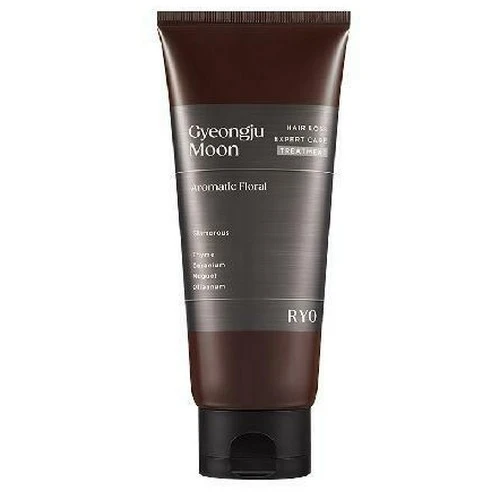 Gyeongju
Moon
HAIR LOSS
EXPERT CARE
TREATMENT
Aromatic Floral
Glamorous
Thyme
Geranium
Muguet
Olibanum
RYO